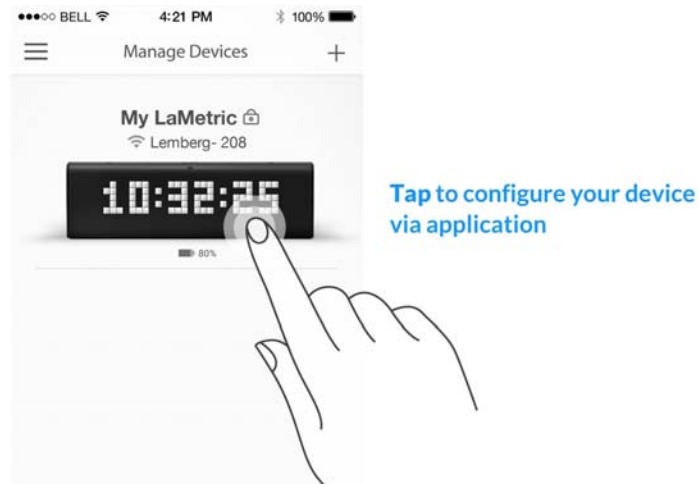 BELL 4:21 PM 100%
Manage Devices
My LaMetric
Lemberg- 208
10:32:25
80%
Tap to configure your device
via application